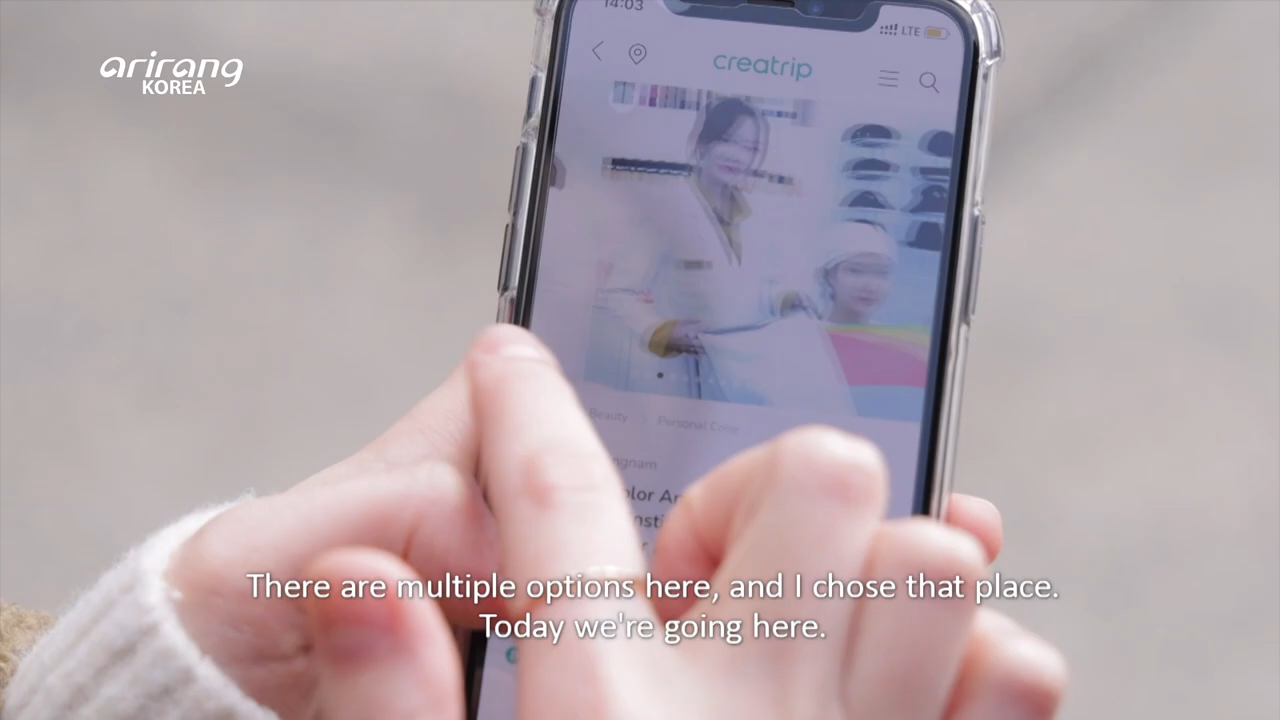 14:03
LTE
arirang
KOREA
creatrip
Beauty > Personal Color
There are multiple options here, and I chose that place.
Today we're going here.